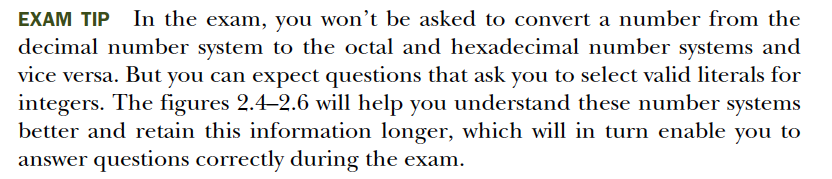 EXAM TIP In the exam, you won’t be asked to convert a number from the
decimal number system to the octal and hexadecimal number systems and
vice versa. But you can expect questions that ask you to select valid literals for
integers. The figures 2.4–2.6 will help you understand these number systems
better and retain this information longer, which will in turn enable you to
answer questions correctly during the exam.